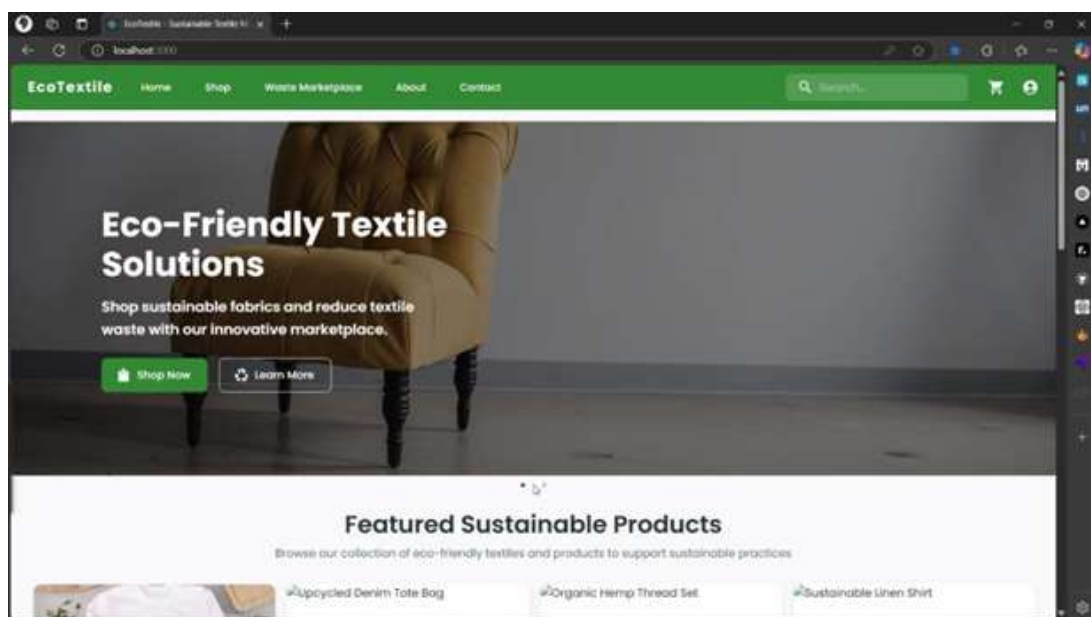 localhost:3000
EcoTextile Home Shop Waste Marketplace About Contact Search...
Eco-Friendly Textile
Solutions
Shop sustainable fabrics and reduce textile
waste with our innovative marketplace.
Shop Now Learn More
Featured Sustainable Products
Browse our collection of eco-friendly textiles and products to support sustainable practices
Upcycled Denim Tote Bag Organic Hemp Thread Set Sustainable Linen Shirt